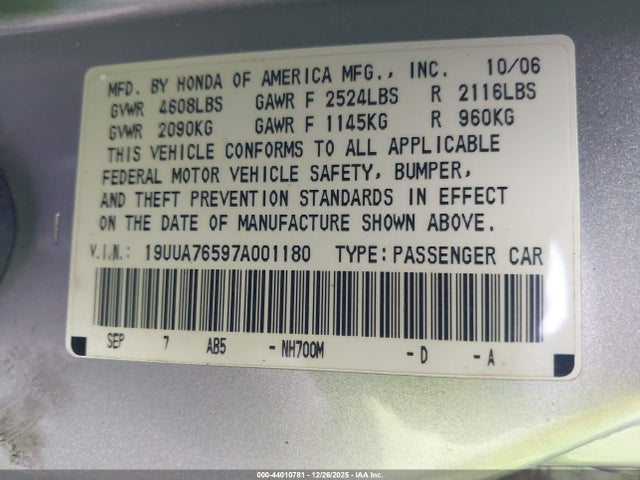 MFD. BY HONDA OF AMERICA MFG., INC. 10/06
GVWR 4608LBS GAWR F 2524LBS R 2116LBS
GVWR 2090KG GAWR F 1145KG R 960KG
THIS VEHICLE CONFORMS TO ALL APPLICABLE
FEDERAL MOTOR VEHICLE SAFETY, BUMPER,
AND THEFT PREVENTION STANDARDS IN EFFECT
ON THE DATE OF MANUFACTURE SHOWN ABOVE.
V.I.N.: 19UUA76597A001180 TYPE: PASSENGER CAR
SEP 7 AB5 - NH700M - D - A
000-44010781 - 12/26/2025 - IAA Inc.